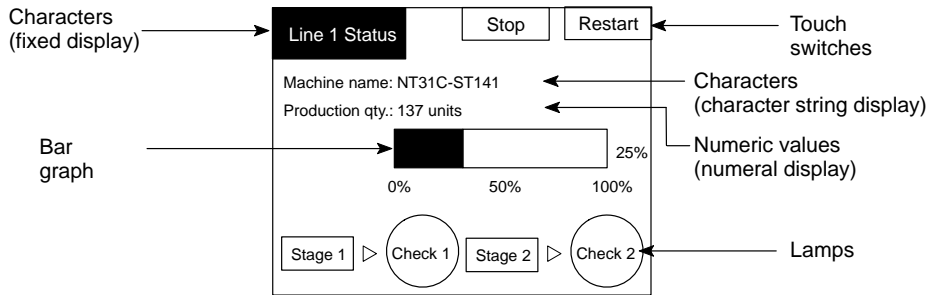 Characters
(fixed display)
Line 1 Status
Stop
Restart
Touch
switches
Machine name: NT31C-ST141
Characters
(character string display)
Production qty.: 137 units
Numeric values
(numeral display)
Bar
graph
25%
0%
50%
100%
Stage 1
Check 1
Stage 2
Check 2
Lamps